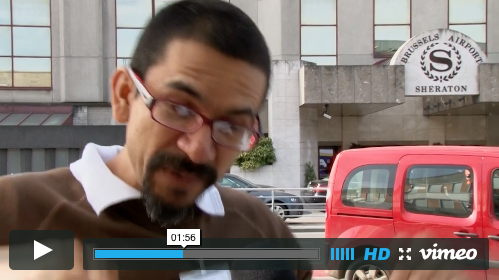 BRUSSELS AIRPORT
S
SHERATON
01:56
HD
vimeo